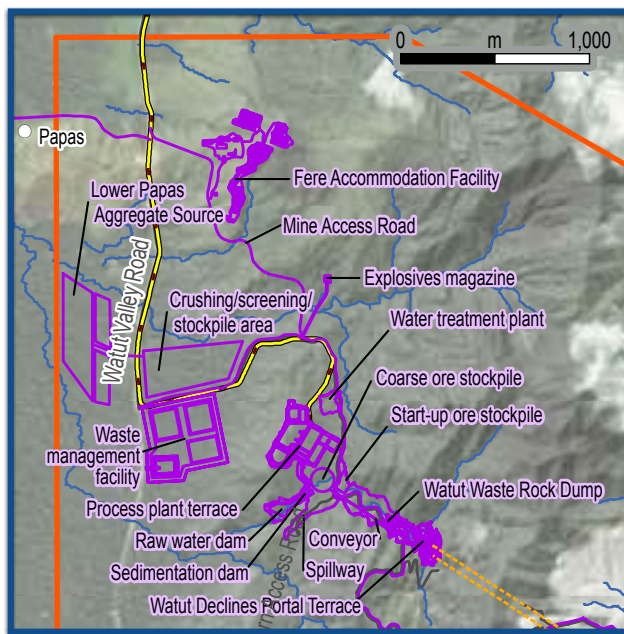 0 m 1,000
Papas
Fere Accommodation Facility
Lower Papas
Aggregate Source
Mine Access Road
Watut Valley Road
Explosives magazine
Crushing/screening/
stockpile area
Water treatment plant
Coarse ore stockpile
Start-up ore stockpile
Waste
management
facility
Watut Waste Rock Dump
Process plant terrace
Raw water dam
Conveyor
Sedimentation dam
Spillway
Access Road
Watut Declines Portal Terrace